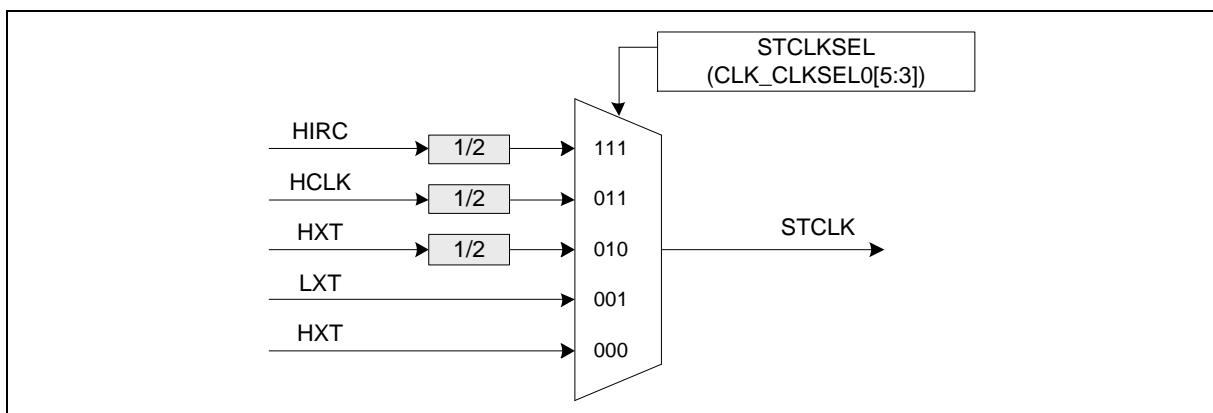 STCLKSEL
(CLK_CLKSEL0[5:3])
HIRC
1/2
111
HCLK
1/2
011
HXT
1/2
010
STCLK
LXT
001
HXT
000